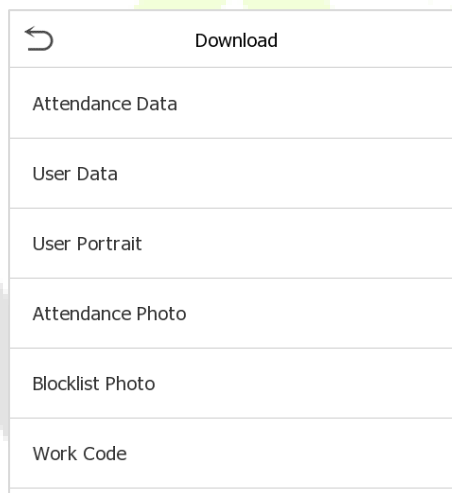 Download
Attendance Data
User Data
User Portrait
Attendance Photo
Blocklist Photo
Work Code